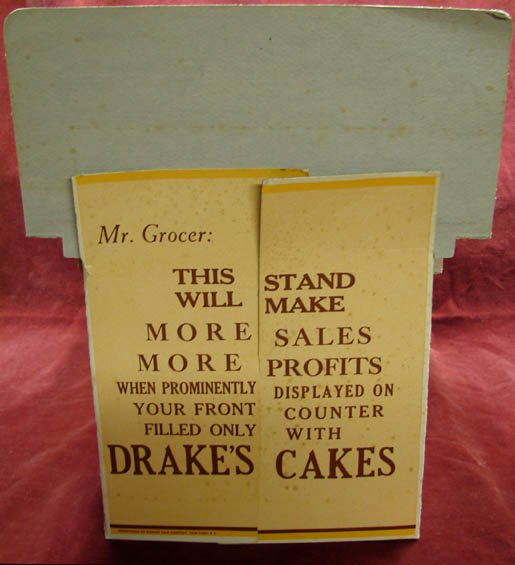 Mr. Grocer:
THIS STAND
WILL MAKE
MORE SALES
MORE PROFITS
WHEN PROMINENTLY DISPLAYED ON
YOUR FRONT COUNTER
FILLED ONLY WITH
DRAKE'S CAKES